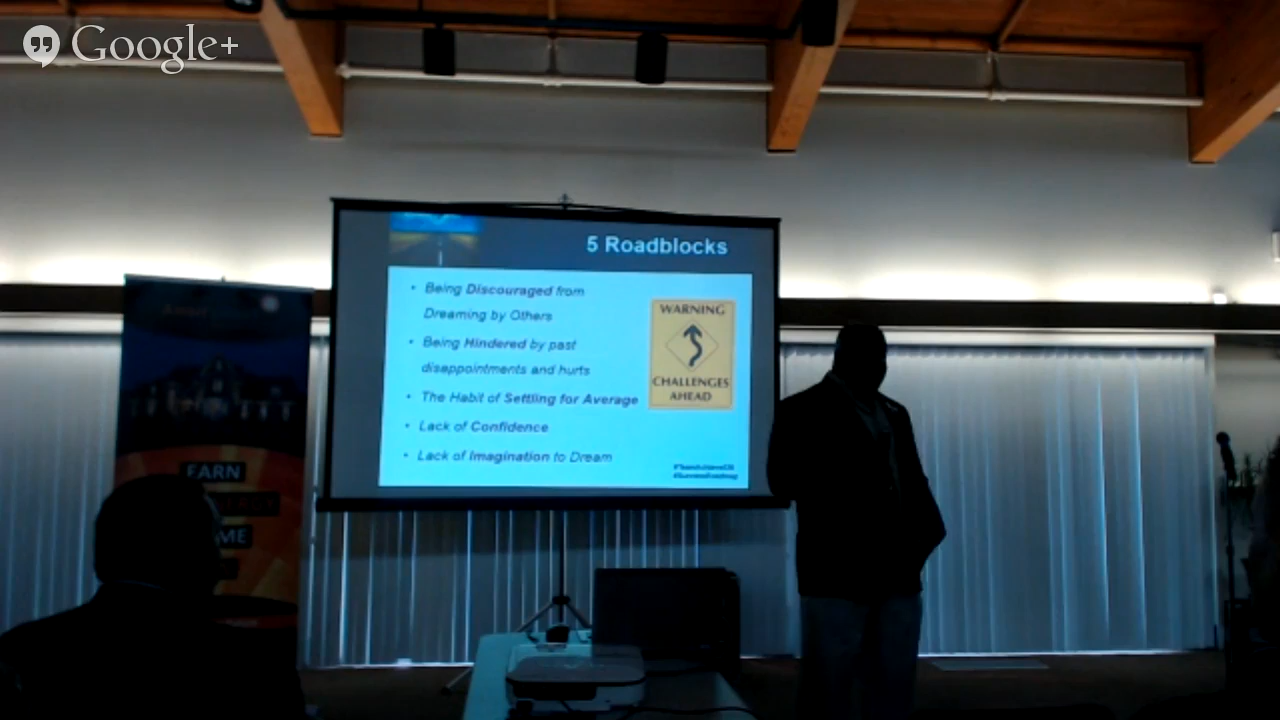 Google+
5 Roadblocks
• Being Discouraged from
Dreaming by Others
• Being Hindered by past
disappointments and hurts
• The Habit of Settling for Average
• Lack of Confidence
• Lack of Imagination to Dream
WARNING
CHALLENGES
AHEAD
EARN
ME